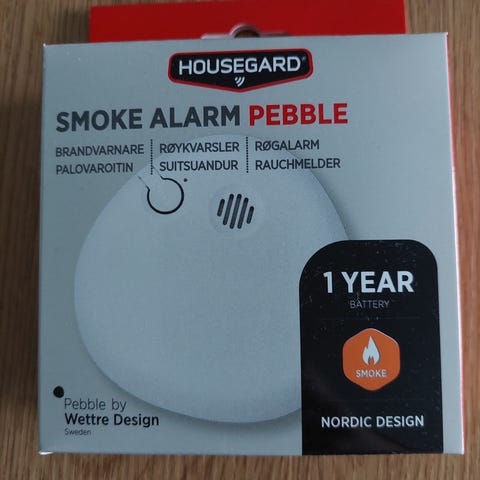 HOUSEGARD®
SMOKE ALARM PEBBLE
BRANDVARNARE RØYKVARSLER RØGALARM
PALOVAROITIN SUITSUANDUR RAUCHMELDER
1 YEAR
BATTERY
SMOKE
NORDIC DESIGN
Pebble by
Wettre Design
Sweden